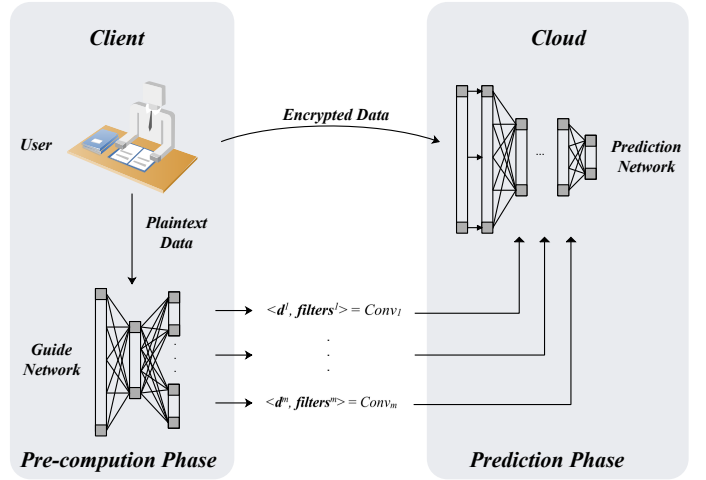 Client
Cloud
User
Encrypted Data
...
Prediction
Network
Plaintext
Data
Guide
Network
<d¹, filters¹> = Conv₁
.
.
.
<dᵐ, filtersᵐ> = Convₘ
Pre-compution Phase
Prediction Phase